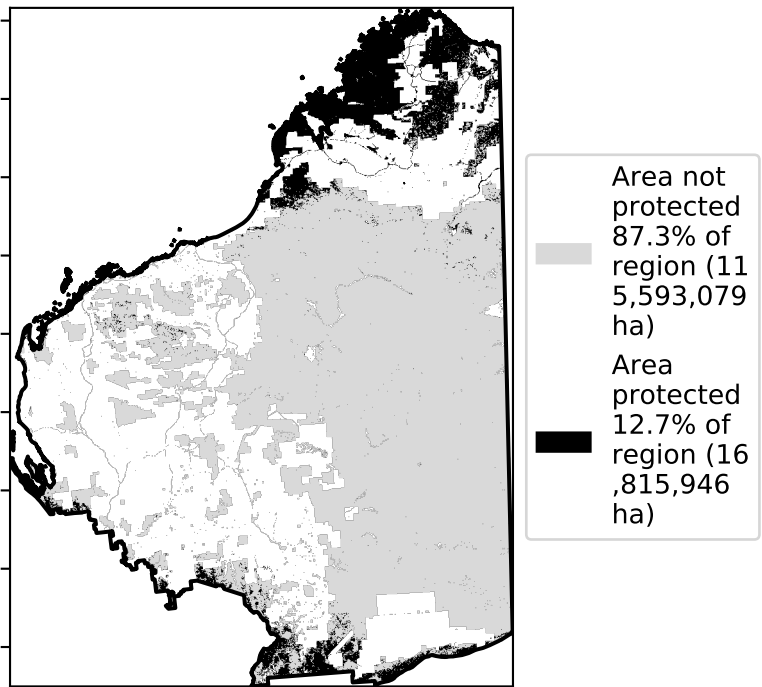 Area not
protected
87.3% of
region (11
5,593,079
ha)
Area
protected
12.7% of
region (16
,815,946
ha)